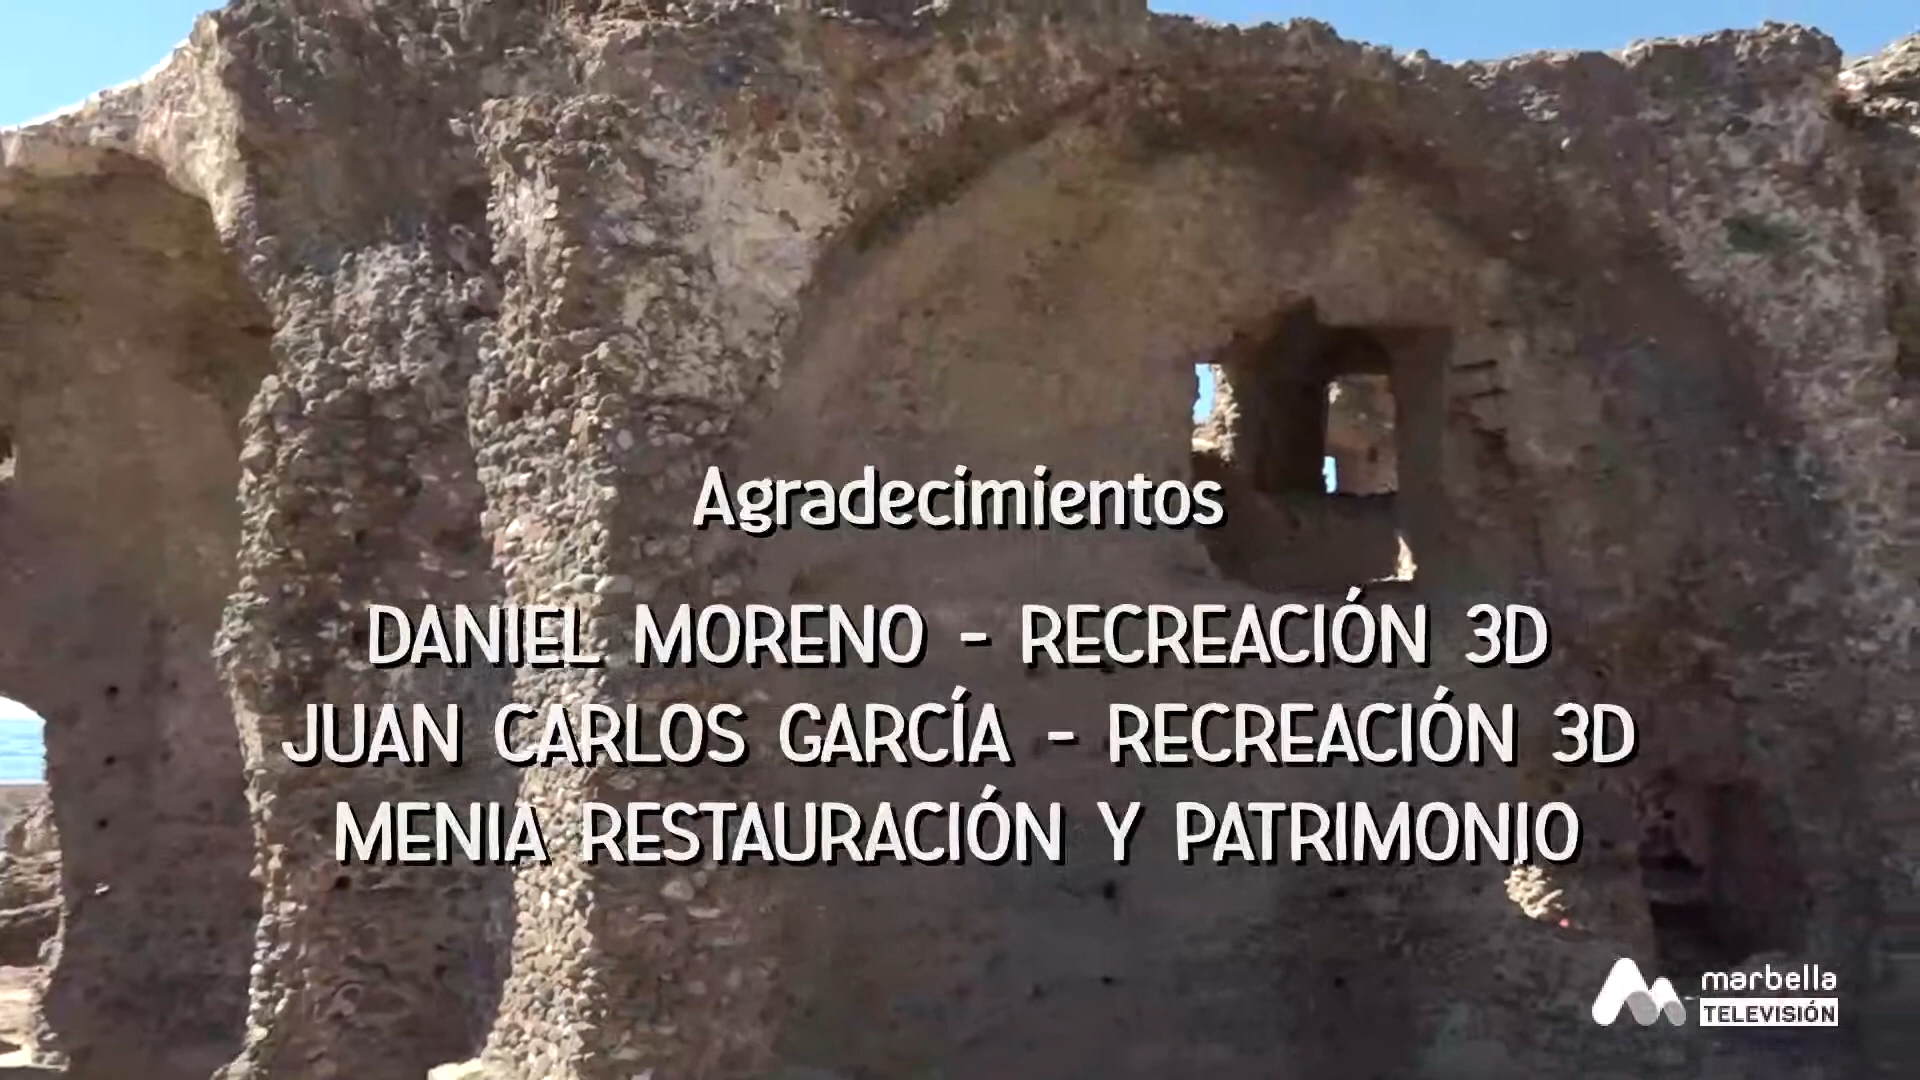 Agradecimientos
DANIEL MORENO - RECREACIÓN 3D
JUAN CARLOS GARCÍA - RECREACIÓN 3D
MENIA RESTAURACIÓN Y PATRIMONIO
marbella
TELEVISIÓN